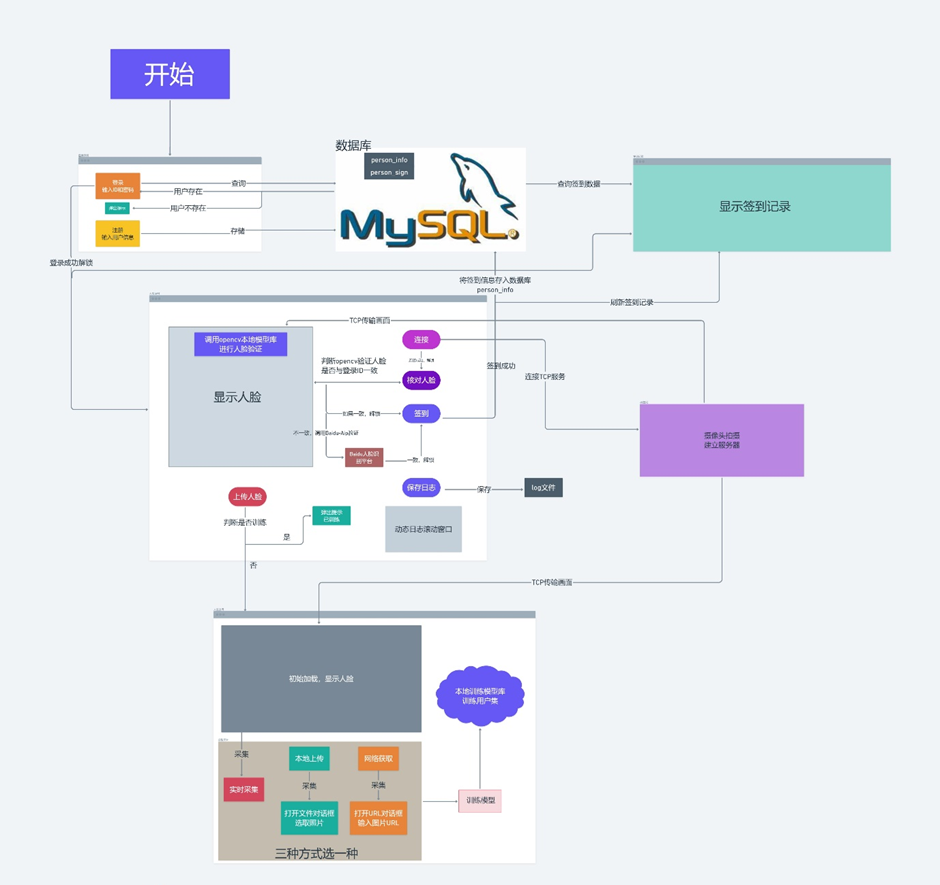 开始
数据库
person_info
person_sign
MySQL®
登录
输入ID和密码
注册
输入用户信息
查询
用户存在
用户不存在
存储
查询签到数据
显示签到记录
登录成功解锁
将签到信息存入数据库
person_info
刷新签到记录
TCP传输画面
调用opencv本地模型库
进行人脸验证
显示人脸
判断opencv验证人脸
是否与登录ID一致
连接
核对人脸
签到
签到成功
连接TCP服务
摄像头拍摄
建立服务器
如果一致，解锁
不一致，调用Baidu-Aip验证
Baidu人脸识
别平台
一致，解锁
保存日志
保存
log文件
动态日志滚动窗口
上传人脸
判断是否训练
弹出提示
已训练
是
否
TCP传输画面
初始加载，显示人脸
本地训练模型库
训练用户集
采集
实时采集
本地上传
采集
打开文件对话框
选取照片
网络获取
采集
打开URL对话框
输入图片URL
训练模型
三种方式选一种